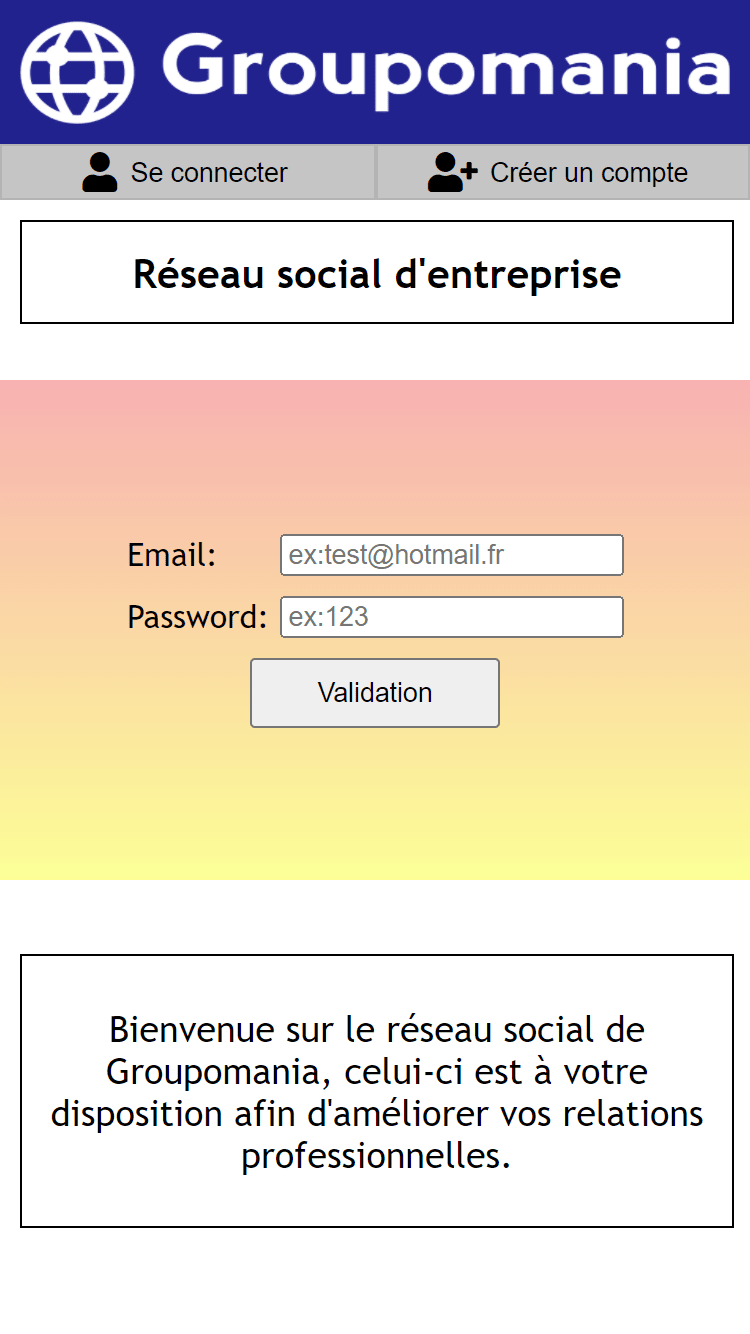 Groupomania
Se connecter
Créer un compte
Réseau social d'entreprise
Email: ex:test@hotmail.fr
Password: ex:123
Validation
Bienvenue sur le réseau social de
Groupomania, celui-ci est à votre
disposition afin d'améliorer vos relations
professionnelles.